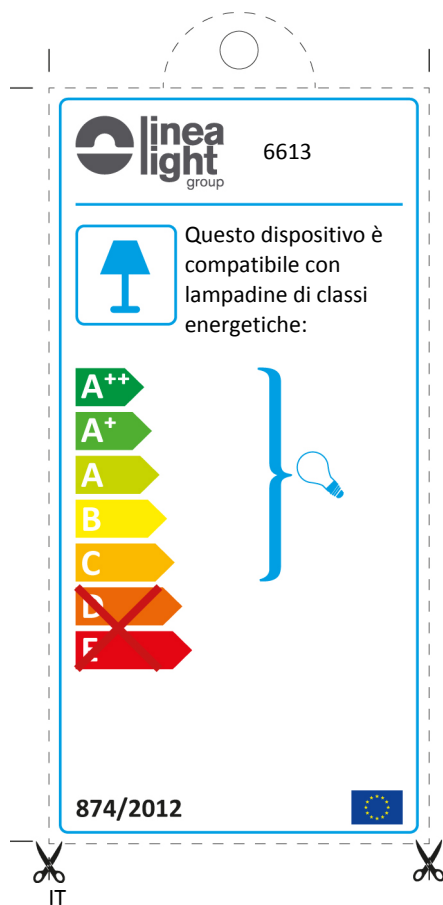 linea
light
group
6613
Questo dispositivo è
compatibile con
lampadine di classi
energetiche:
A++
A+
A
B
C
D
E
874/2012
IT